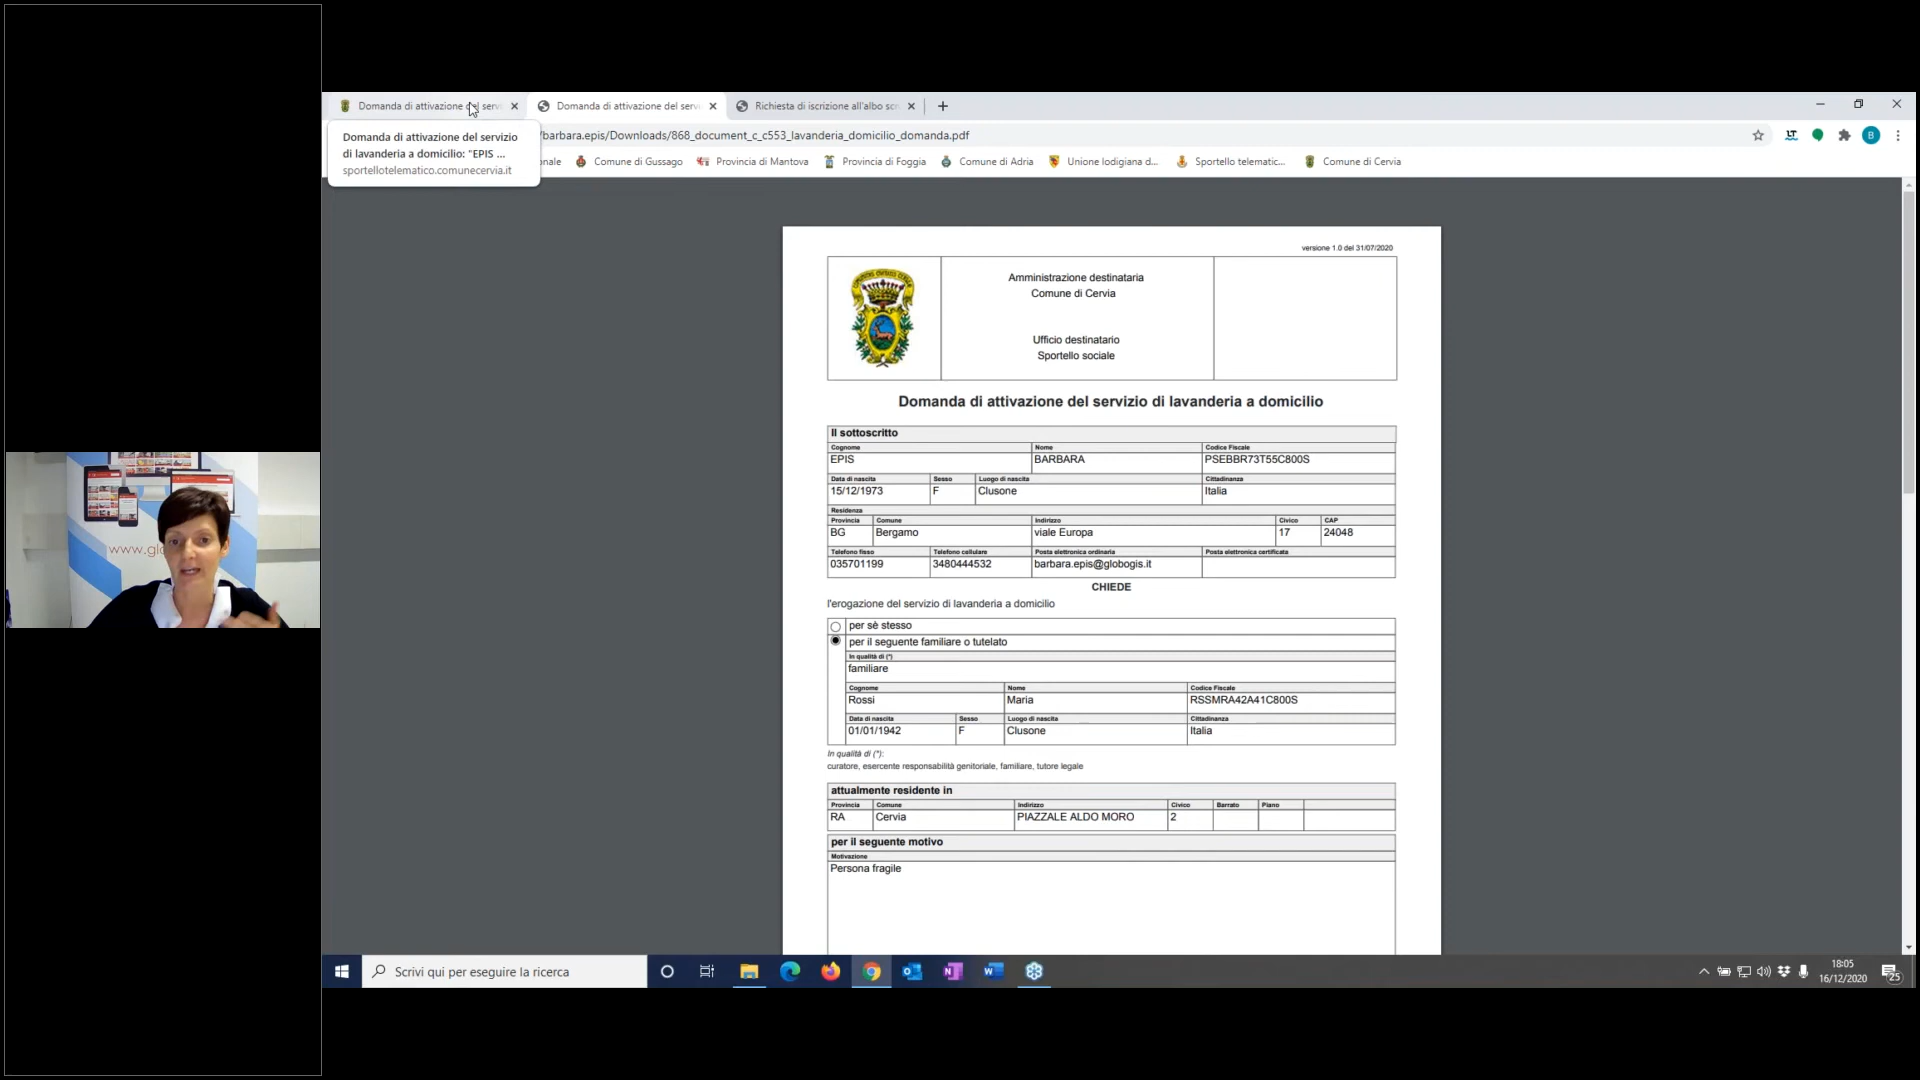 Domanda di attivazione del serv
Domanda di attivazione del serv
Richiesta di iscrizione all'albo scr
Domanda di attivazione del servizio
di lavanderia a domicilio: "EPIS ...
sportellotelematico.comunecervia.it
/barbara.epis/Downloads/868_document_c_c553_lavanderia_domicilio_domanda.pdf
onale
Comune di Gussago
Provincia di Mantova
Provincia di Foggia
Comune di Adria
Unione lodigiana d...
Sportello telematic...
Comune di Cervia
versione 1.0 del 31/07/2020
Amministrazione destinataria
Comune di Cervia
Ufficio destinatario
Sportello sociale
Domanda di attivazione del servizio di lavanderia a domicilio
Il sottoscritto
Cognome Nome Codice Fiscale
EPIS BARBARA PSEBBR73T55C800S
Data di nascita Sesso Luogo di nascita Cittadinanza
15/12/1973 F Clusone Italia
Residenza
Provincia Comune Indirizzo Civico CAP
BG Bergamo viale Europa 17 24048
Telefono fisso Telefono cellulare Posta elettronica ordinaria Posta elettronica certificata
035701199 3480444532 barbara.epis@globogis.it
CHIEDE
l'erogazione del servizio di lavanderia a domicilio
per sè stesso
per il seguente familiare o tutelato
In qualità di (*)
familiare
Cognome Nome Codice Fiscale
Rossi Maria RSSMRA42A41C800S
Data di nascita Sesso Luogo di nascita Cittadinanza
01/01/1942 F Clusone Italia
In qualità di (*):
curatore, esercente responsabilità genitoriale, familiare, tutore legale
attualmente residente in
Provincia Comune Indirizzo Civico Barrato Piano
RA Cervia PIAZZALE ALDO MORO 2
per il seguente motivo
Motivazione
Persona fragile
www.glo
Scrivi qui per eseguire la ricerca
18:05
16/12/2020
25